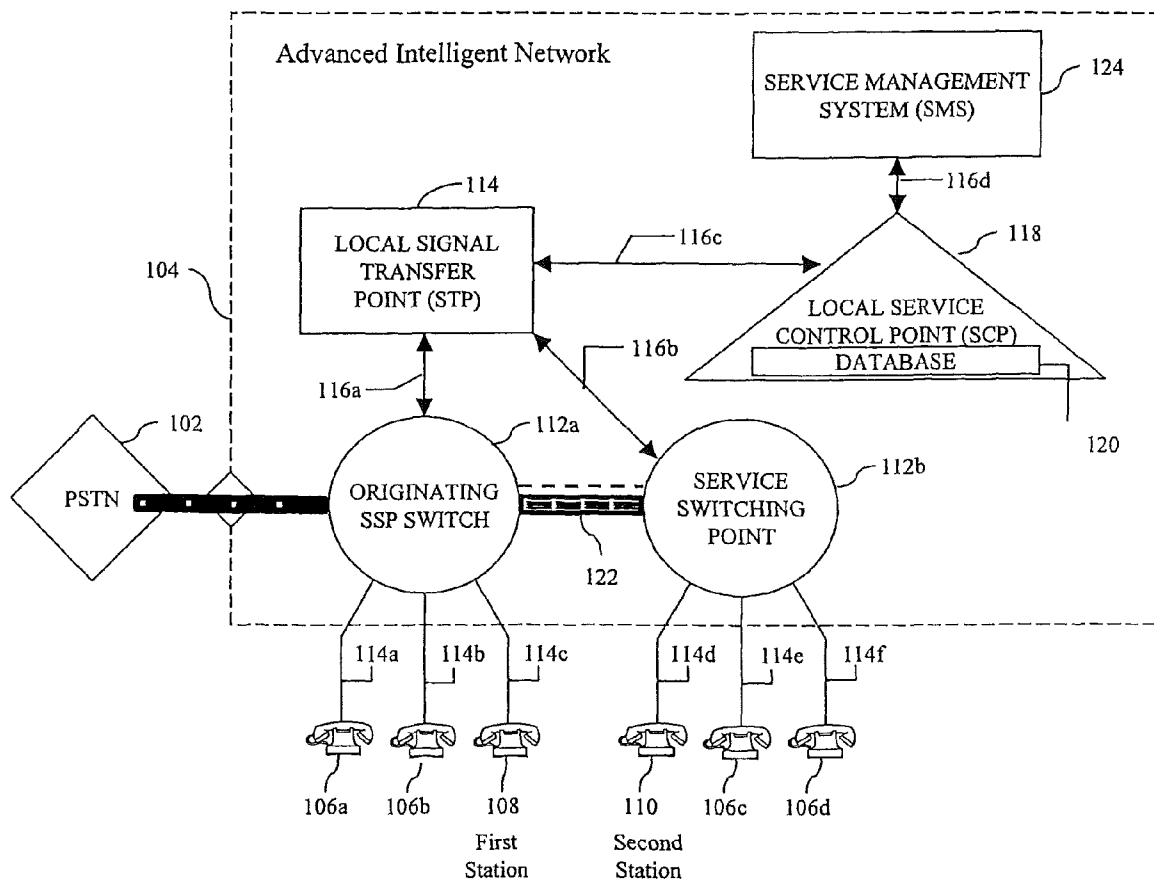 Advanced Intelligent Network
SERVICE MANAGEMENT
SYSTEM (SMS)
124
116d
114
LOCAL SIGNAL
TRANSFER
POINT (STP)
116c
118
104
LOCAL SERVICE
CONTROL POINT (SCP)
DATABASE
116b
116a
120
102
112a
112b
PSTN
ORIGINATING
SSP SWITCH
SERVICE
SWITCHING
POINT
122
114a
114b
114c
114d
114e
114f
106a
106b
108
110
106c
106d
First
Station
Second
Station